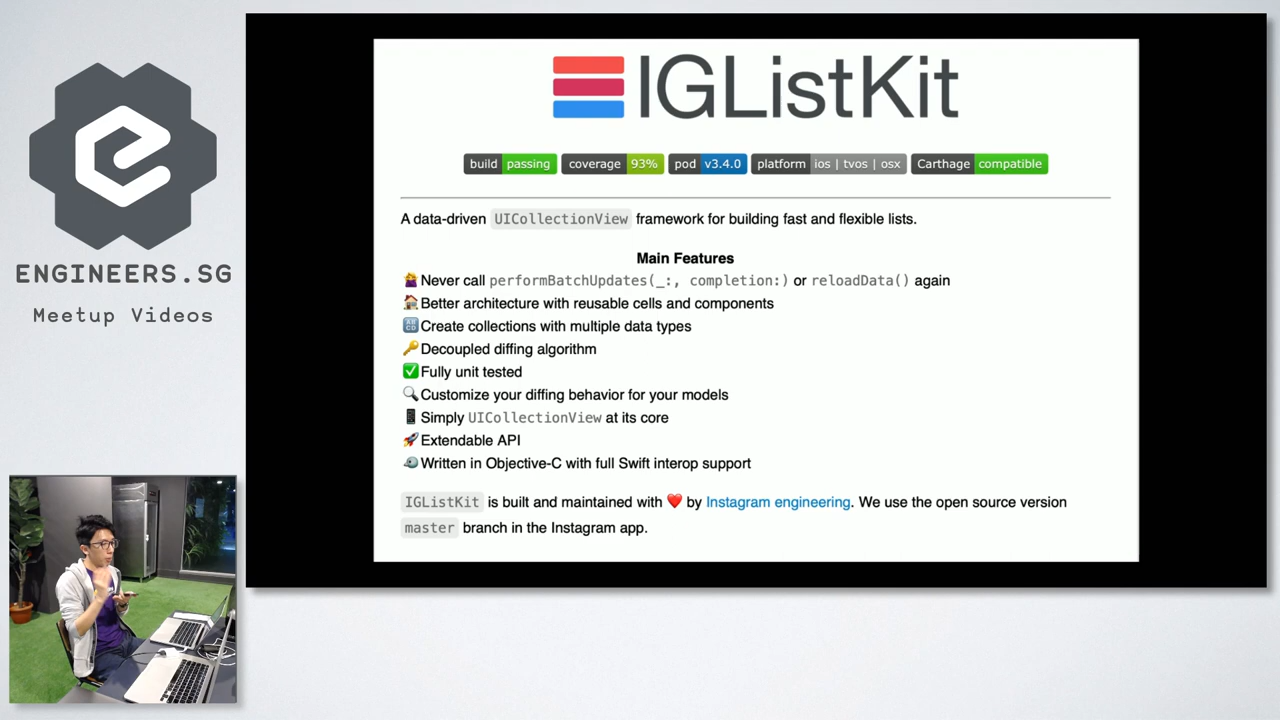 ENGINEERS.SG
Meetup Videos
IGListKit
build passing coverage 93% pod v3.4.0 platform ios | tvos | osx Carthage compatible
A data-driven UICollectionView framework for building fast and flexible lists.
Main Features
Never call performBatchUpdates(_:, completion:) or reloadData() again
Better architecture with reusable cells and components
Create collections with multiple data types
Decoupled diffing algorithm
Fully unit tested
Customize your diffing behavior for your models
Simply UICollectionView at its core
Extendable API
Written in Objective-C with full Swift interop support
IGListKit is built and maintained with ❤️ by Instagram engineering. We use the open source version
master branch in the Instagram app.